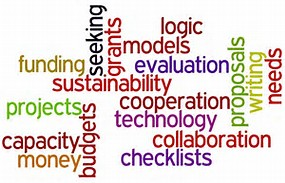 seeking
grants
logic
models
funding
evaluation
sustainability
proposals
writing
needs
projects
cooperation
technology
budgets
capacity
collaboration
money
checklists